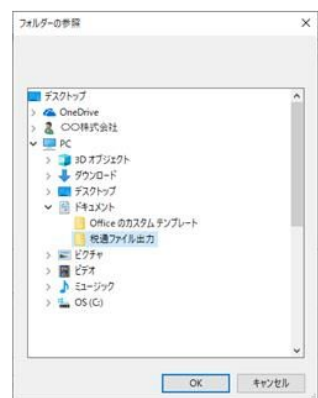 フォルダーの参照
デスクトップ
OneDrive
〇〇株式会社
PC
3D オブジェクト
ダウンロード
デスクトップ
ドキュメント
Office のカスタム テンプレート
税通ファイル出力
ピクチャ
ビデオ
ミュージック
OS (C:)
OK
キャンセル